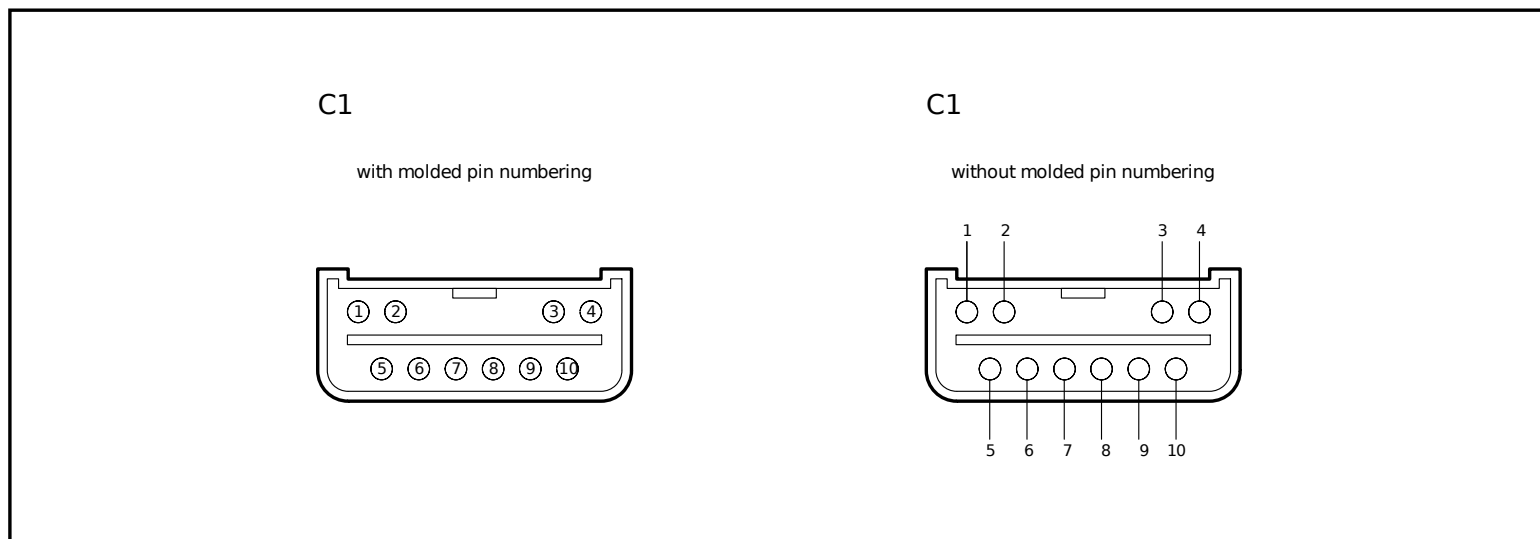 C1
with molded pin numbering
1 2 3 4
5 6 7 8 9 10
C1
without molded pin numbering
1 2 3 4
5 6 7 8 9 10